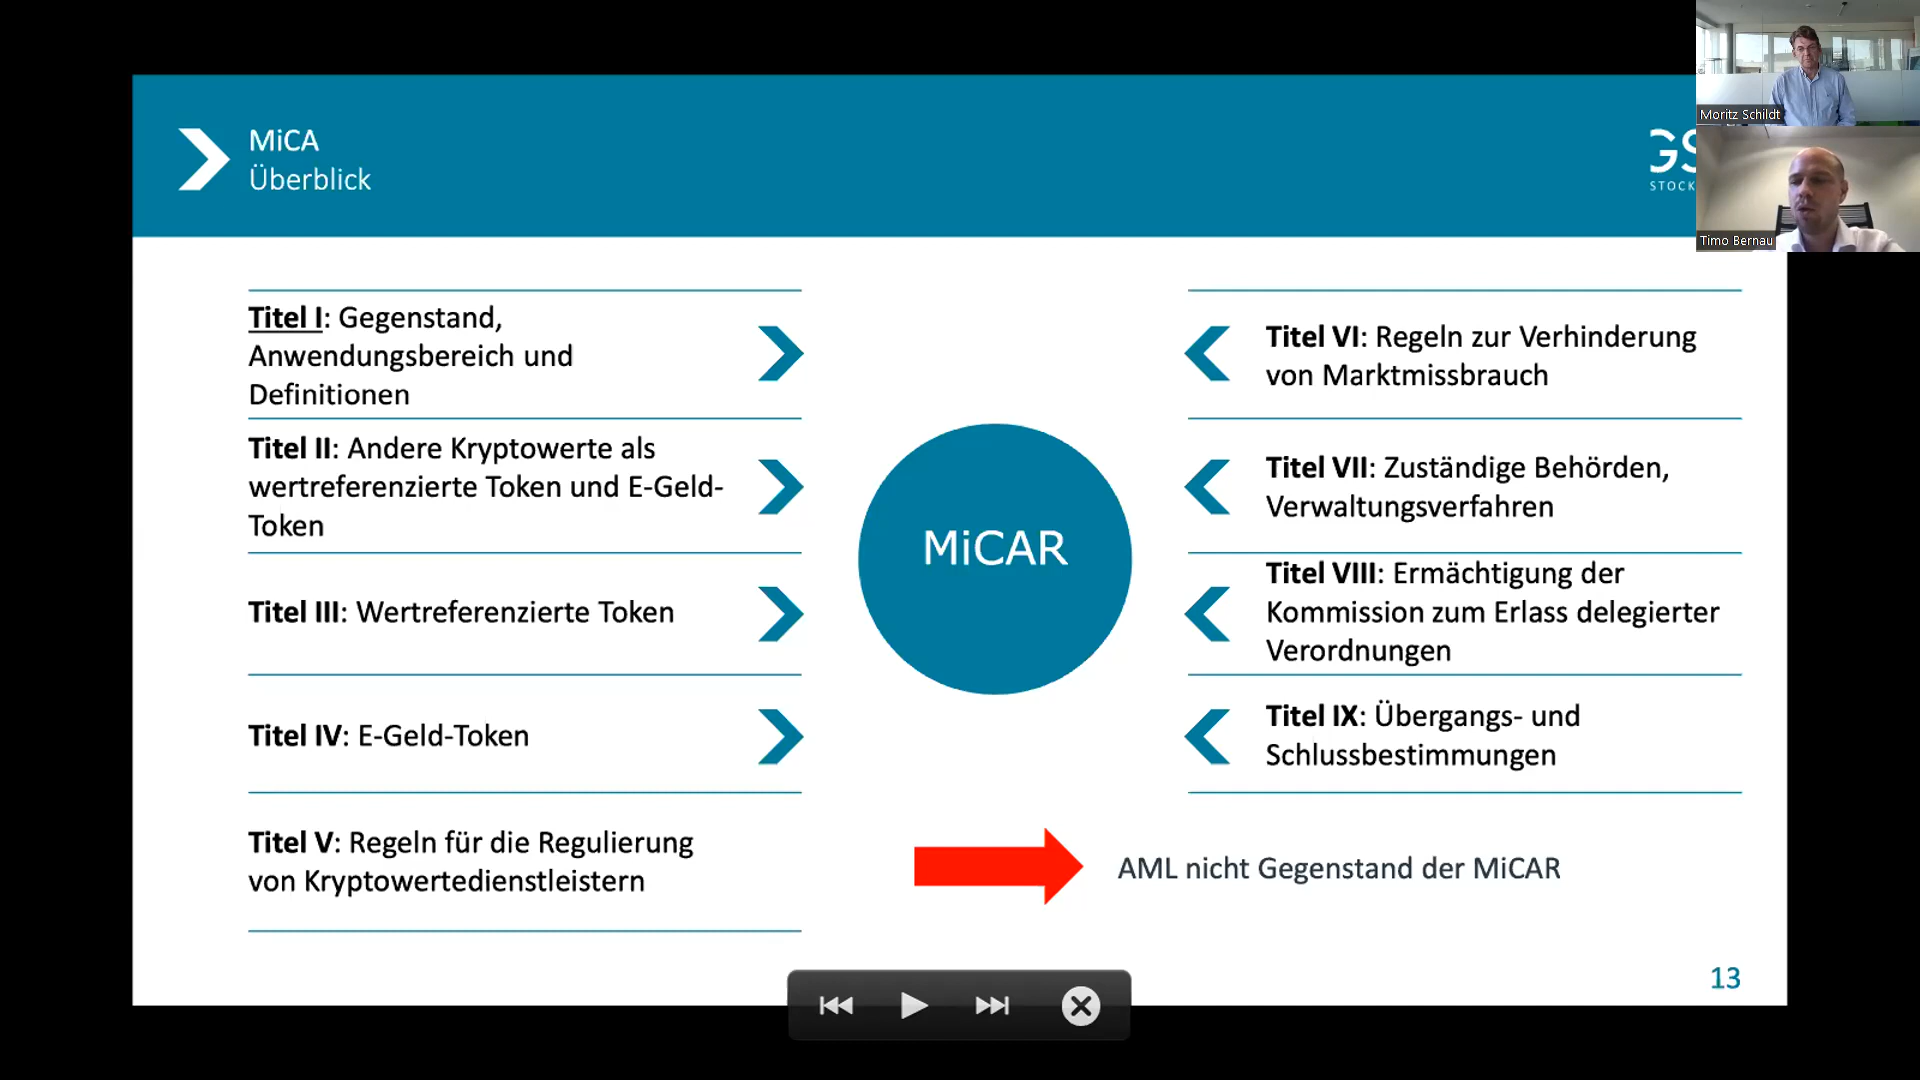 MiCA
Überblick
GS
STOCK
Moritz Schildt
Timo Bernau
Titel I: Gegenstand,
Anwendungsbereich und
Definitionen
Titel II: Andere Kryptowerte als
wertreferenzierte Token und E-Geld-
Token
Titel III: Wertreferenzierte Token
Titel IV: E-Geld-Token
Titel V: Regeln für die Regulierung
von Kryptowertedienstleistern
MiCAR
Titel VI: Regeln zur Verhinderung
von Marktmissbrauch
Titel VII: Zuständige Behörden,
Verwaltungsverfahren
Titel VIII: Ermächtigung der
Kommission zum Erlass delegierter
Verordnungen
Titel IX: Übergangs- und
Schlussbestimmungen
AML nicht Gegenstand der MiCAR
13